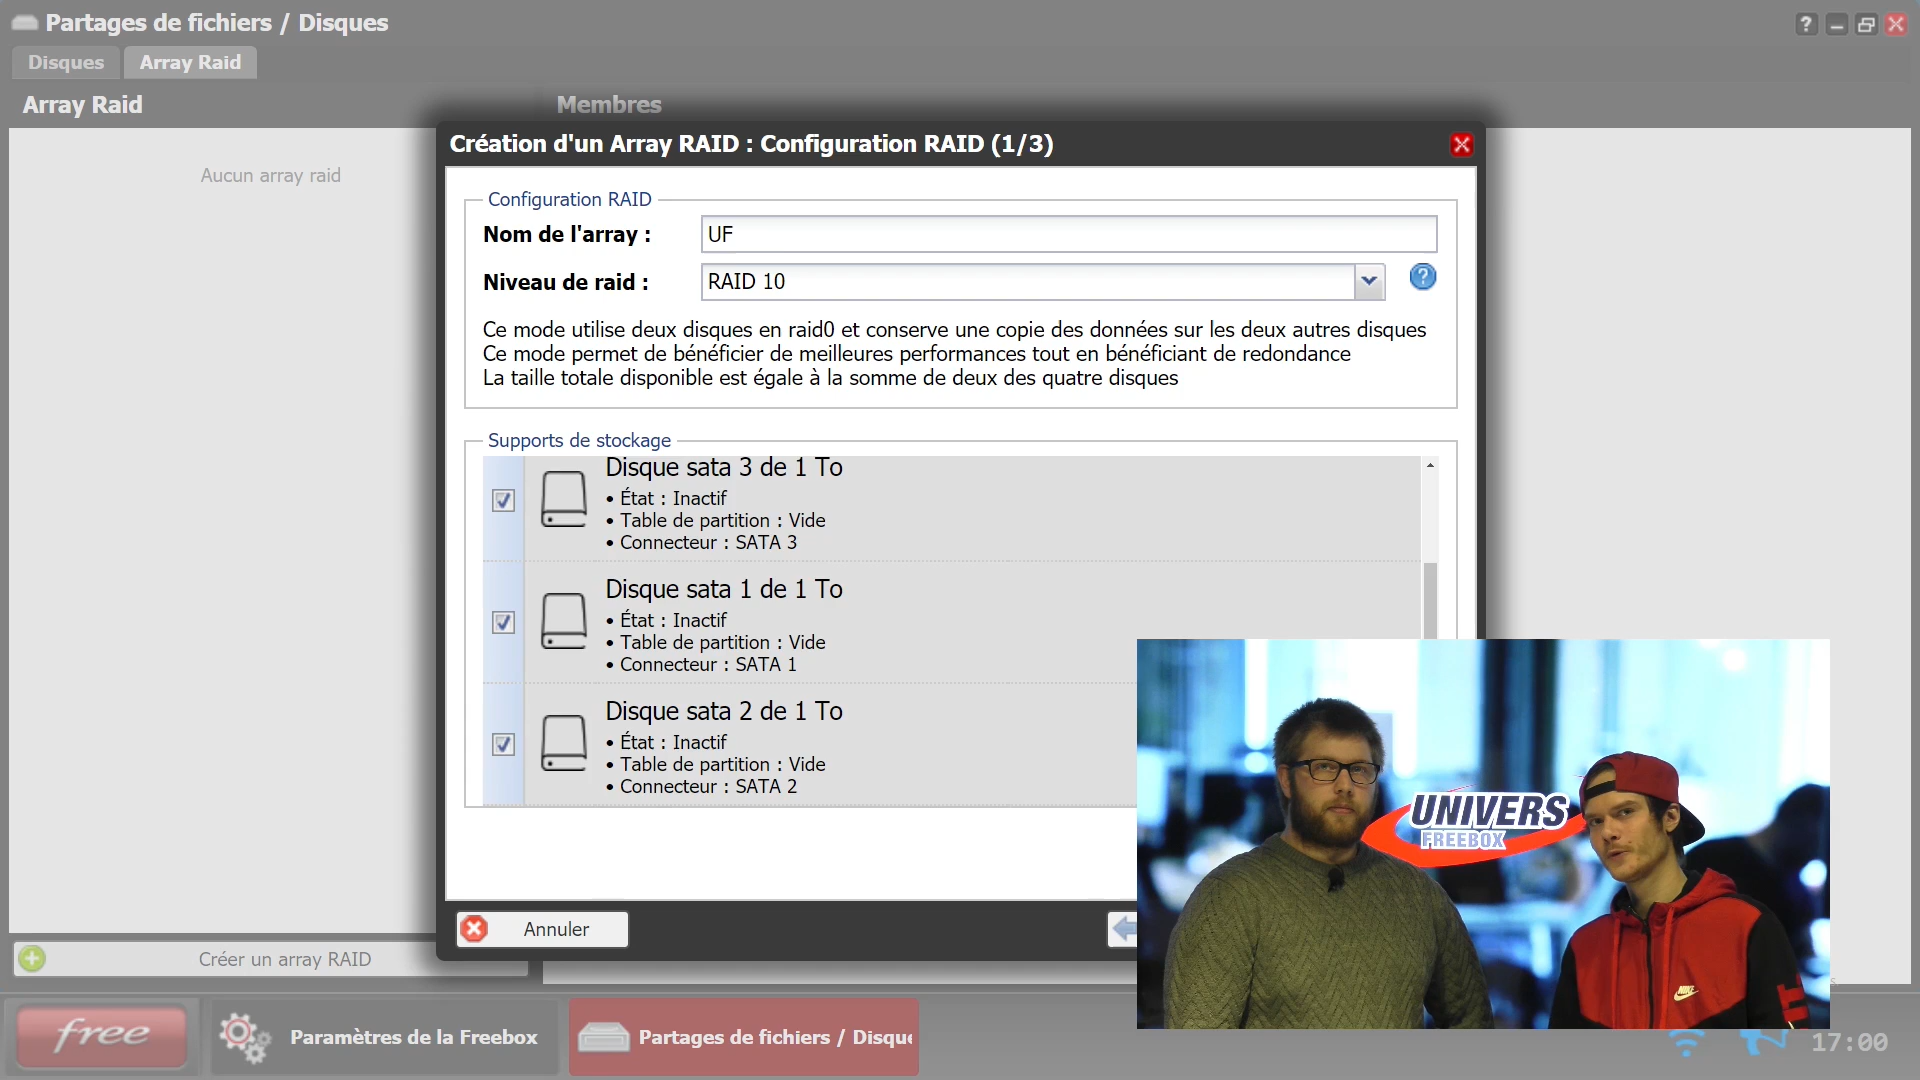 Partages de fichiers / Disques
?
Disques
Array Raid
Array Raid
Membres
Aucun array raid
Création d'un Array RAID : Configuration RAID (1/3)
Configuration RAID
Nom de l'array :
UF
Niveau de raid :
RAID 10
?
Ce mode utilise deux disques en raid0 et conserve une copie des données sur les deux autres disques
Ce mode permet de bénéficier de meilleures performances tout en bénéficiant de redondance
La taille totale disponible est égale à la somme de deux des quatre disques
Supports de stockage
Disque sata 3 de 1 To
• État : Inactif
• Table de partition : Vide
• Connecteur : SATA 3
Disque sata 1 de 1 To
• État : Inactif
• Table de partition : Vide
• Connecteur : SATA 1
Disque sata 2 de 1 To
• État : Inactif
• Table de partition : Vide
• Connecteur : SATA 2
UNIVERS
FREEBOX
NIKE
Annuler
Créer un array RAID
free
Paramètres de la Freebox
Partages de fichiers / Disqu
17:00